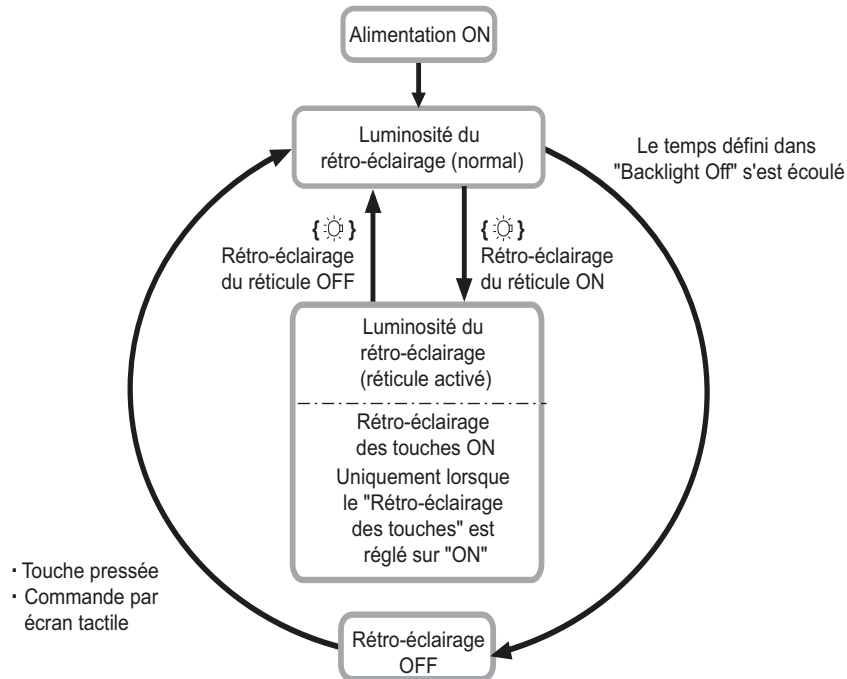 Alimentation ON
Luminosité du
rétro-éclairage (normal)
Le temps défini dans
"Backlight Off" s'est écoulé
{ }
Rétro-éclairage
du réticule OFF
{ }
Rétro-éclairage
du réticule ON
Luminosité du
rétro-éclairage
(réticule activé)
Rétro-éclairage
des touches ON
Uniquement lorsque
le "Rétro-éclairage
des touches" est
réglé sur "ON"
· Touche pressée
· Commande par
écran tactile
Rétro-éclairage
OFF